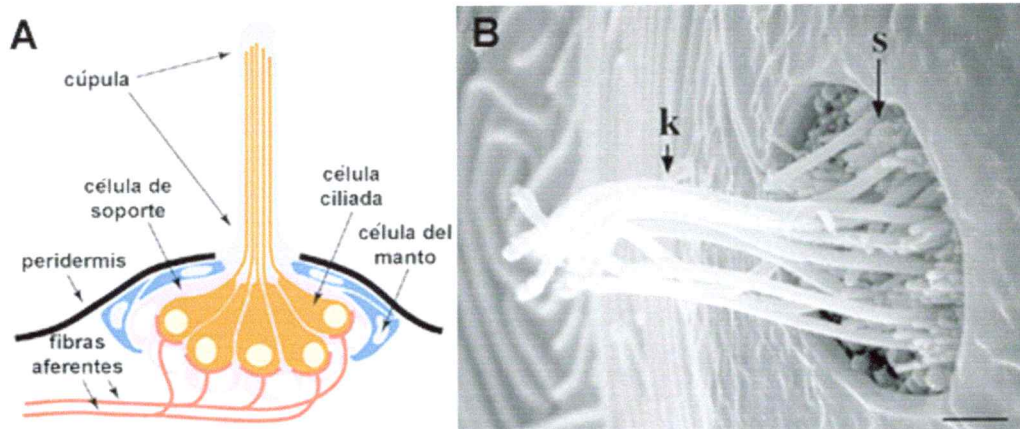 A
cúpula
célula de
soporte
célula
ciliada
célula del
manto
peridermis
fibras
aferentes
B
s
k